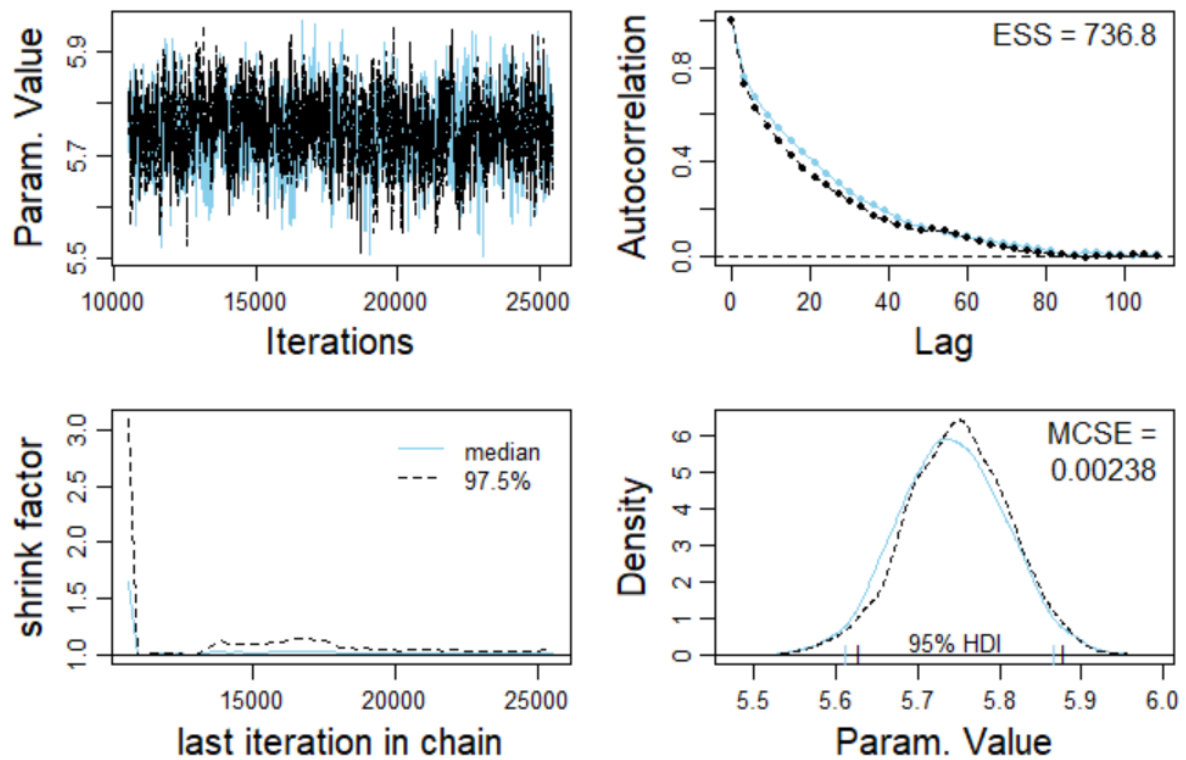 Param. Value
5.5 5.7 5.9
10000 15000 20000 25000
Iterations
Autocorrelation
0.0 0.4 0.8
ESS = 736.8
0 20 40 60 80 100
Lag
shrink factor
1.0 1.5 2.0 2.5 3.0
median
97.5%
15000 20000 25000
last iteration in chain
Density
0 1 2 3 4 5 6
MCSE =
0.00238
95% HDI
5.5 5.6 5.7 5.8 5.9 6.0
Param. Value